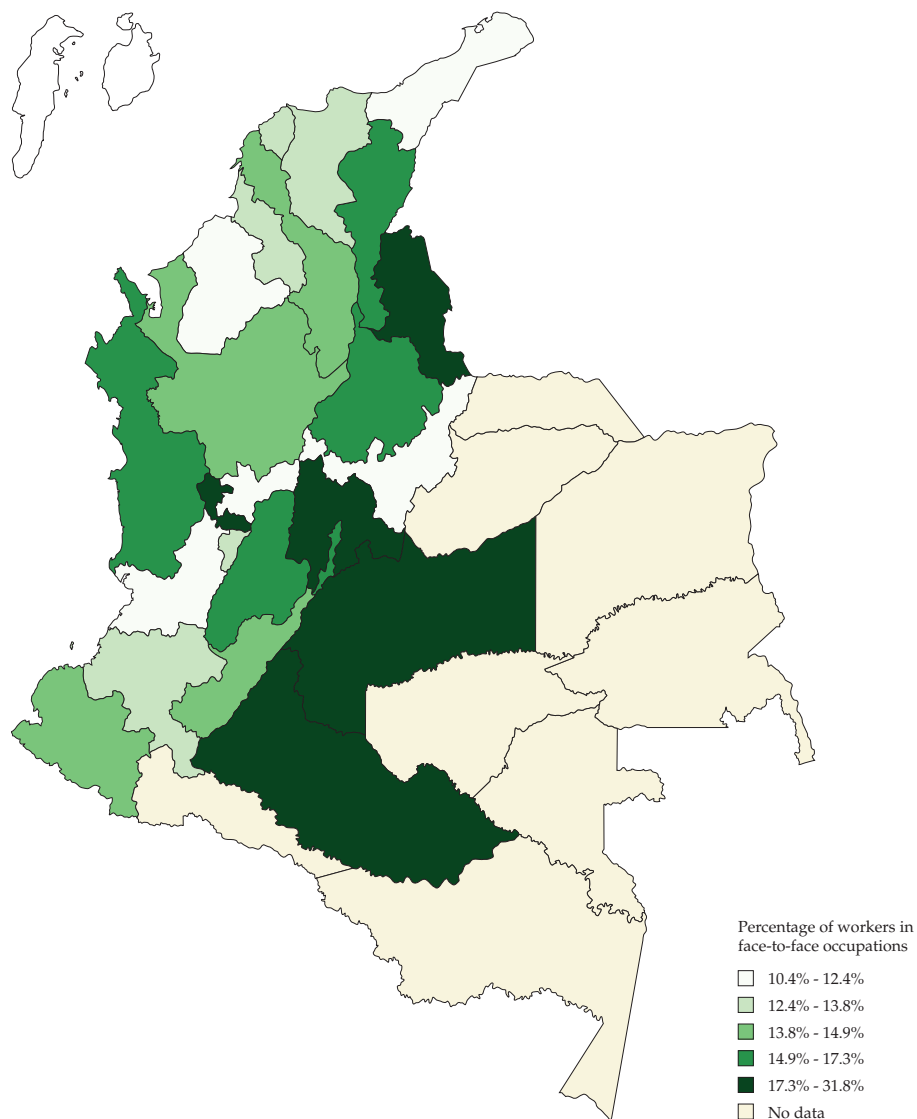 Percentage of workers in
face-to-face occupations
10.4% - 12.4%
12.4% - 13.8%
13.8% - 14.9%
14.9% - 17.3%
17.3% - 31.8%
No data